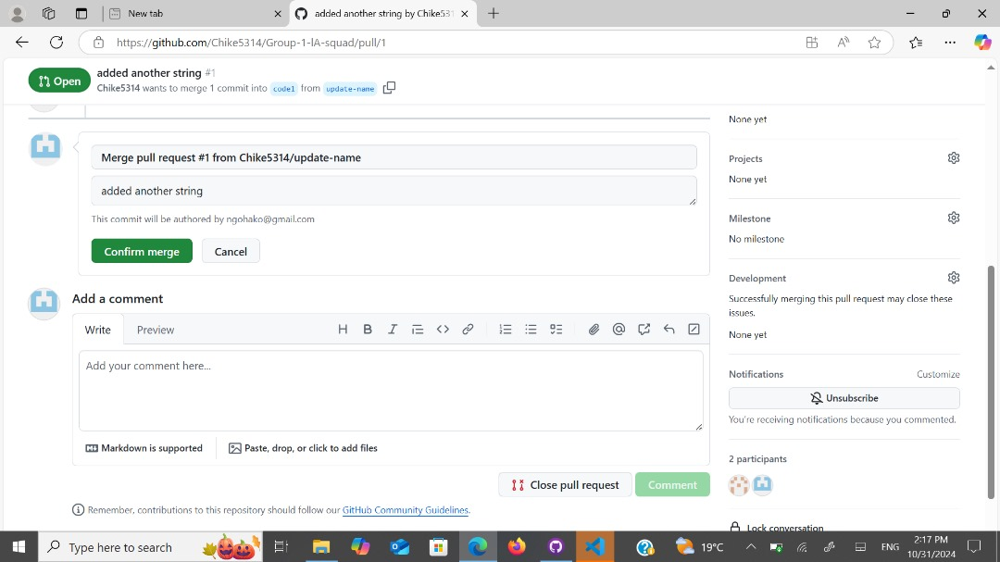 New tab
added another string by Chike531
https://github.com/Chike5314/Group-1-IA-squad/pull/1
Open
added another string #1
Chike5314 wants to merge 1 commit into code1 from update-name
None yet
Merge pull request #1 from Chike5314/update-name
added another string
This commit will be authored by ngohako@gmail.com
Confirm merge
Cancel
Projects
None yet
Milestone
No milestone
Development
Successfully merging this pull request may close these
issues.
None yet
Add a comment
Write
Preview
Add your comment here...
Markdown is supported
Paste, drop, or click to add files
Close pull request
Comment
Remember, contributions to this repository should follow our GitHub Community Guidelines.
Notifications
Customize
Unsubscribe
You're receiving notifications because you commented.
2 participants
Lock conversation
Type here to search
19°C
ENG
2:17 PM
10/31/2024